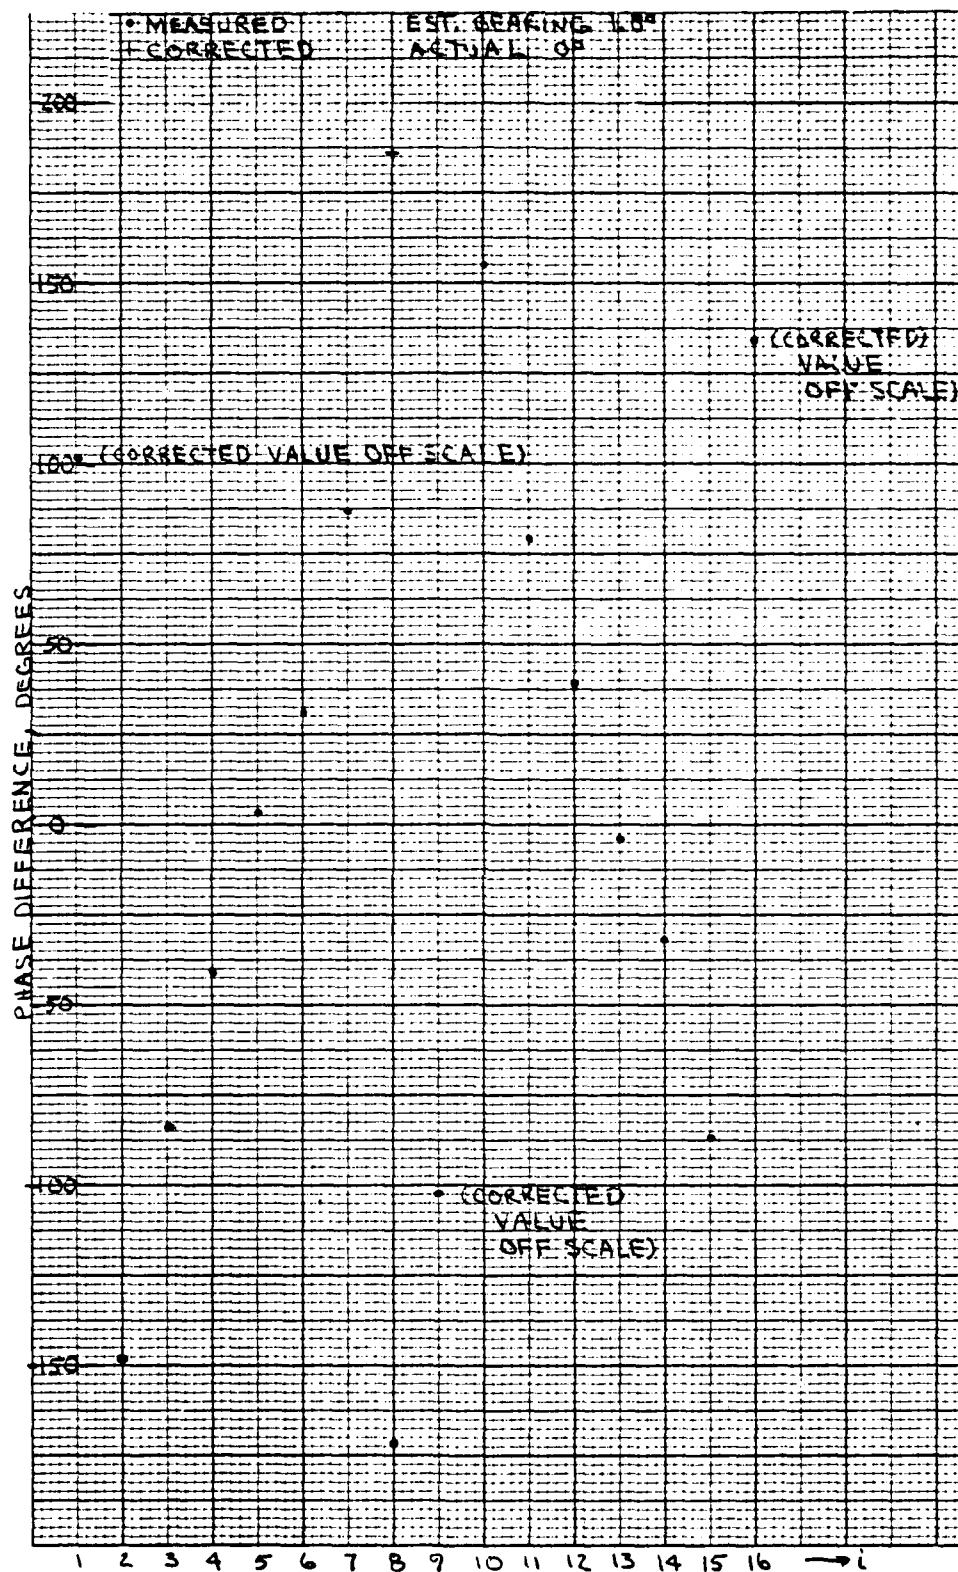 • MEASURED
+ CORRECTED
EST. BEARING 1.8°
ACTUAL 0°
200
150
(CORRECTED)
VALUE
OFF SCALE)
100 (CORRECTED VALUE OFF SCALE)
50
0
-50
-100
(CORRECTED
VALUE
OFF SCALE)
-150
PHASE DIFFERENCE, DEGREES
1 2 3 4 5 6 7 8 9 10 11 12 13 14 15 16 → i